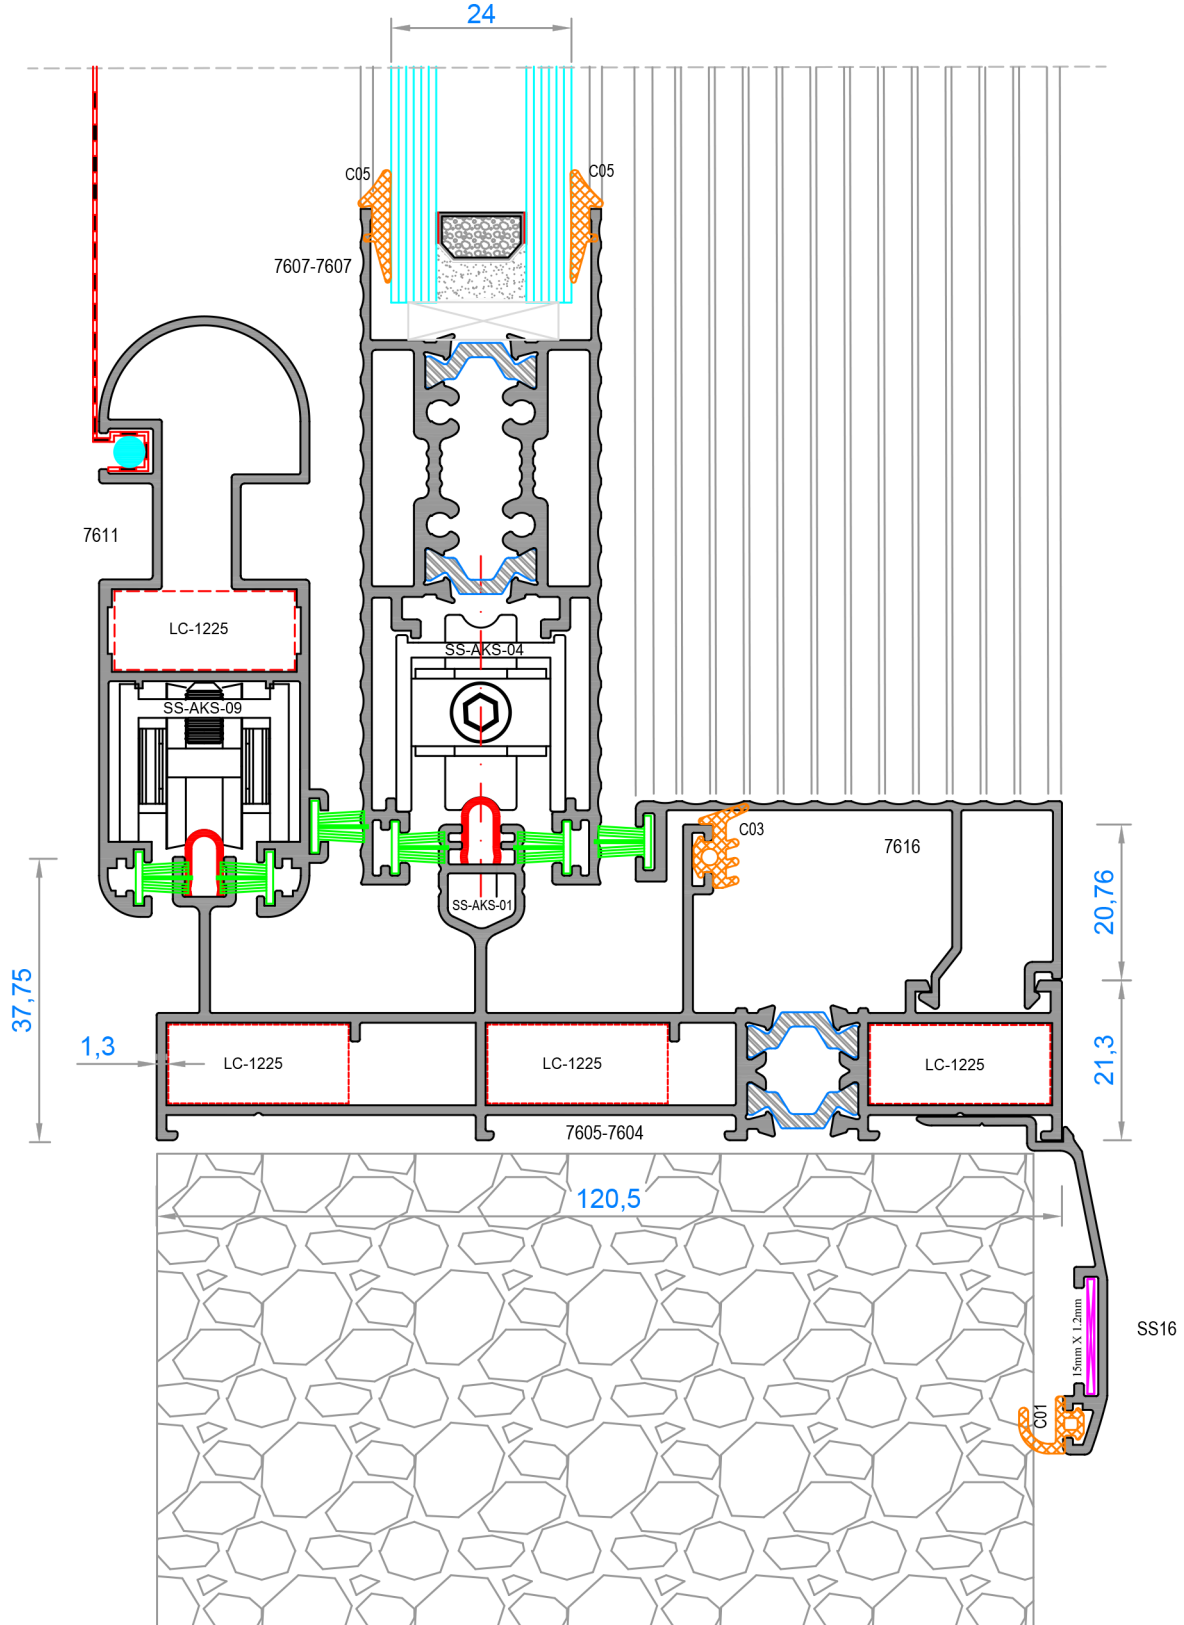 24
C05
C05
7607-7607
7611
LC-1225
SS-AKS-04
SS-AKS-09
C03
7616
SS-AKS-01
20,76
37,75
1,3
LC-1225
LC-1225
LC-1225
21,3
7605-7604
120,5
15mm X 1.2mm
SS16
C01